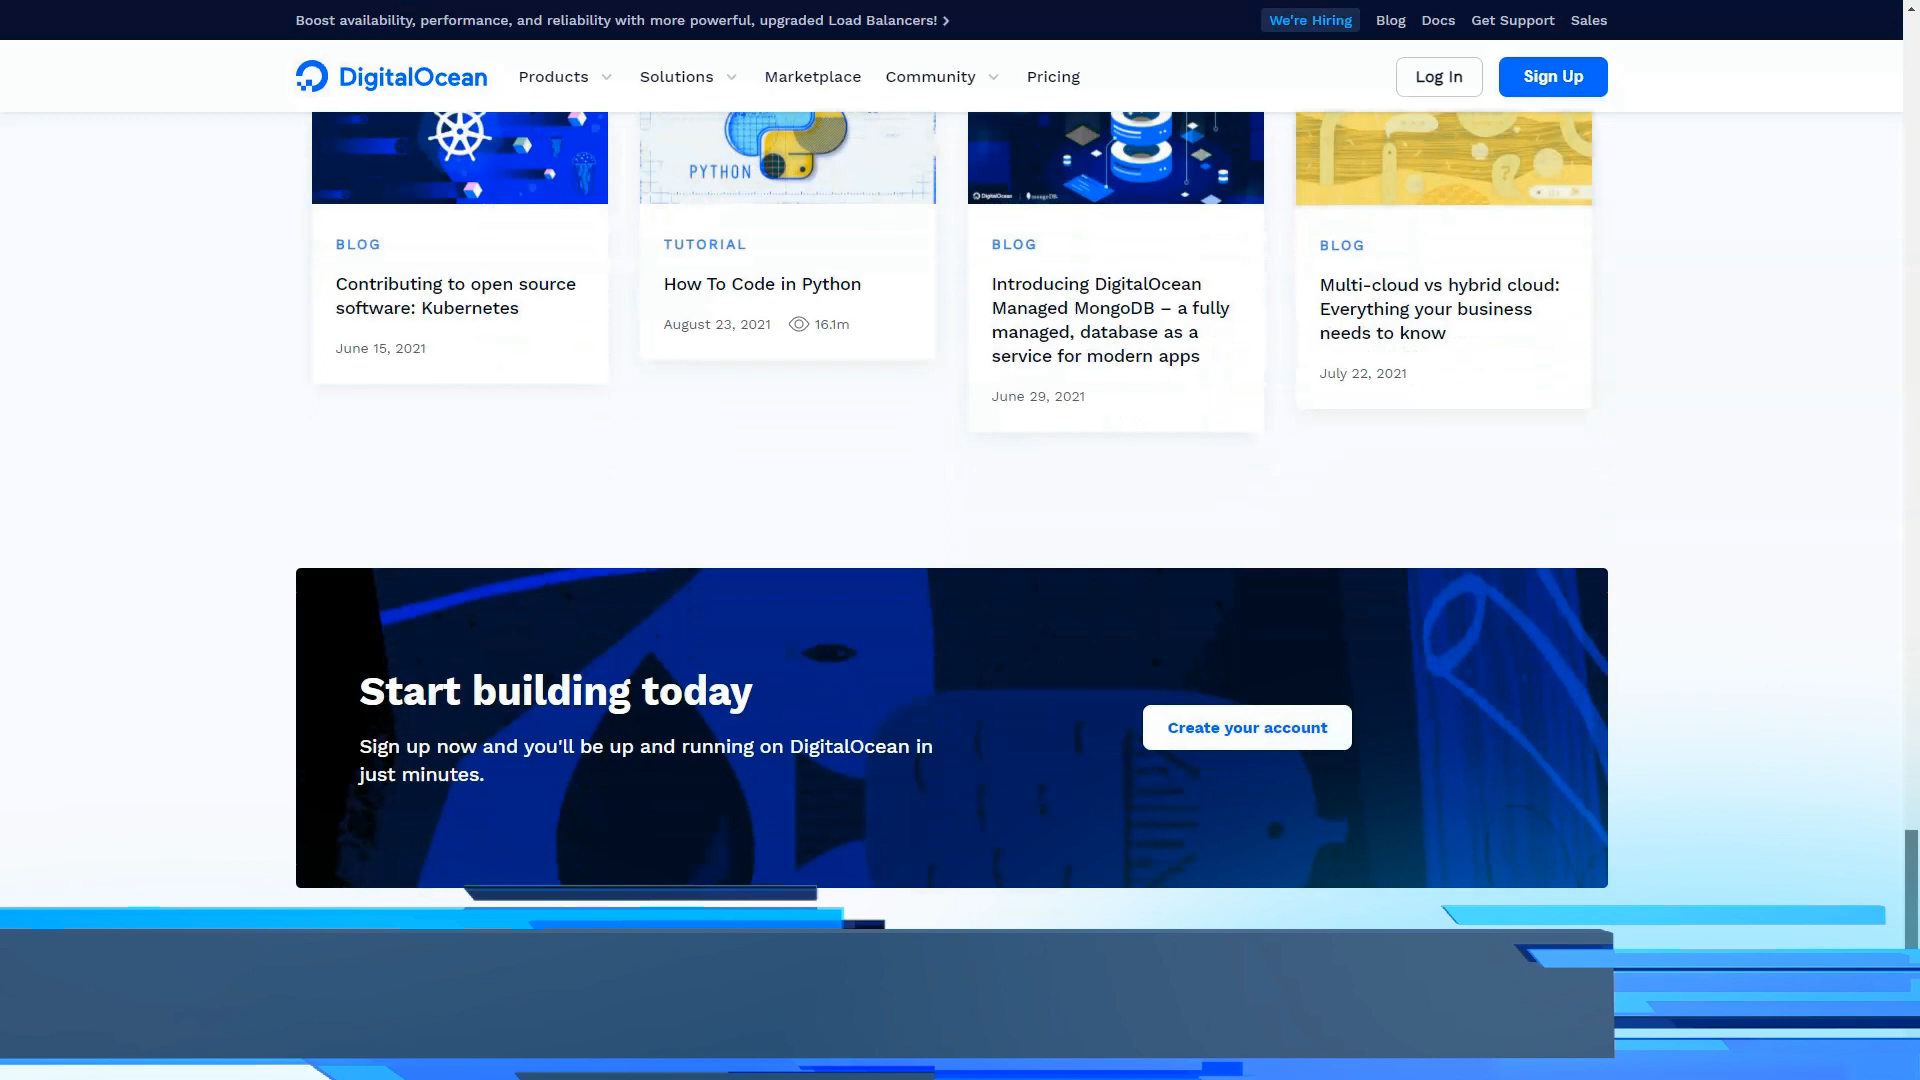 Boost availability, performance, and reliability with more powerful, upgraded Load Balancers!
We're Hiring
Blog
Docs
Get Support
Sales
DigitalOcean
Products
Solutions
Marketplace
Community
Pricing
Log In
Sign Up
PYTHON
DigitalOcean
mongoDB
?
BLOG
Contributing to open source
software: Kubernetes
June 15, 2021
TUTORIAL
How To Code in Python
August 23, 2021
16.1m
BLOG
Introducing DigitalOcean
Managed MongoDB – a fully
managed, database as a
service for modern apps
June 29, 2021
BLOG
Multi-cloud vs hybrid cloud:
Everything your business
needs to know
July 22, 2021
Start building today
Sign up now and you'll be up and running on DigitalOcean in
just minutes.
Create your account